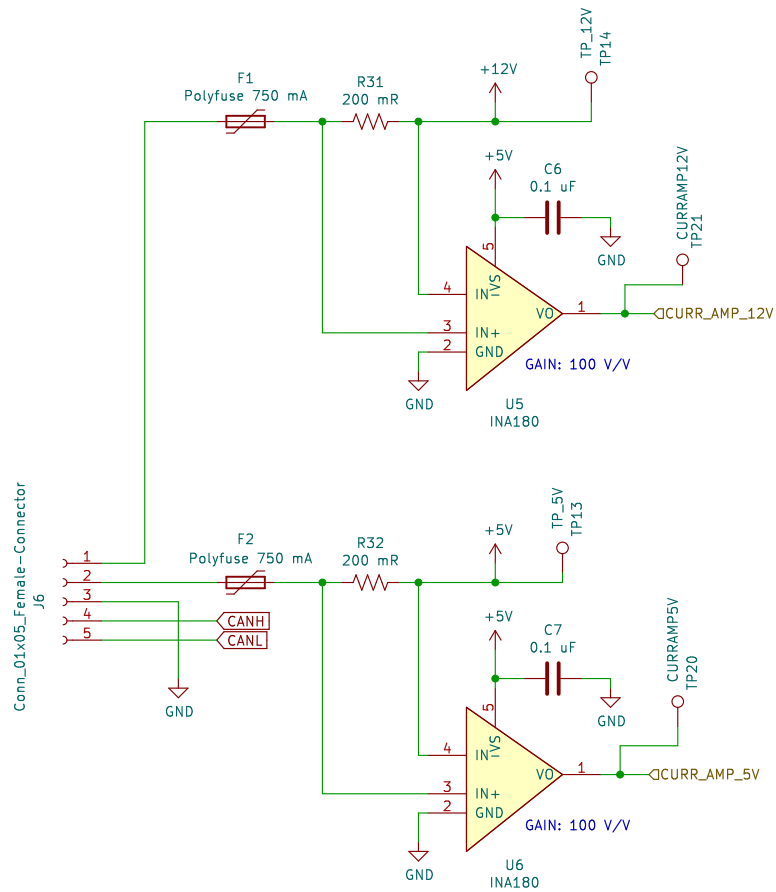 TP_12V
TP14
F1
Polyfuse 750 mA
R31
200 mR
+12V
+5V
C6
0.1 uF
GND
CURRAMP12V
TP21
5
VS
4
IN−
3
IN+
2
GND
VO
1
CURR_AMP_12V
GAIN: 100 V/V
GND
U5
INA180
Conn_01x05_Female-Connector
J6
1
2
3
4
5
CANH
CANL
GND
F2
Polyfuse 750 mA
R32
200 mR
+5V
TP_5V
TP13
+5V
C7
0.1 uF
GND
CURRAMP5V
TP20
5
VS
4
IN−
3
IN+
2
GND
VO
1
CURR_AMP_5V
GAIN: 100 V/V
GND
U6
INA180